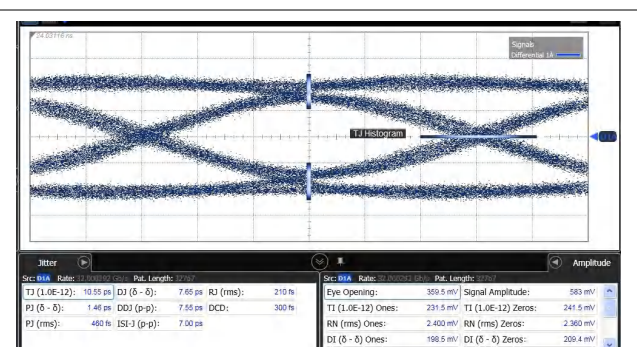 24.03116 ns
Signals
Differential 1A:
TJ Histogram
Jitter
Amplitude
Src: D1A Rate: Gb/s Pat. Length: 32767
Src: D1A Rate: Gb/s Pat. Length: 32767
TJ (1.0E-12): 10.55 ps DJ (δ - δ): 7.65 ps RJ (rms): 210 fs
Eye Opening: 359.5 mV Signal Amplitude: 583 mV
PJ (δ - δ): 1.46 ps DDJ (p-p): 7.55 ps DCD: 300 fs
TI (1.0E-12) Ones: 231.5 mV TI (1.0E-12) Zeros: 241.5 mV
PJ (rms): 460 fs ISI-J (p-p): 7.00 ps
RN (rms) Ones: 2.400 mV RN (rms) Zeros: 2.360 mV
DI (δ - δ) Ones: 198.5 mV DI (δ - δ) Zeros: 209.4 mV